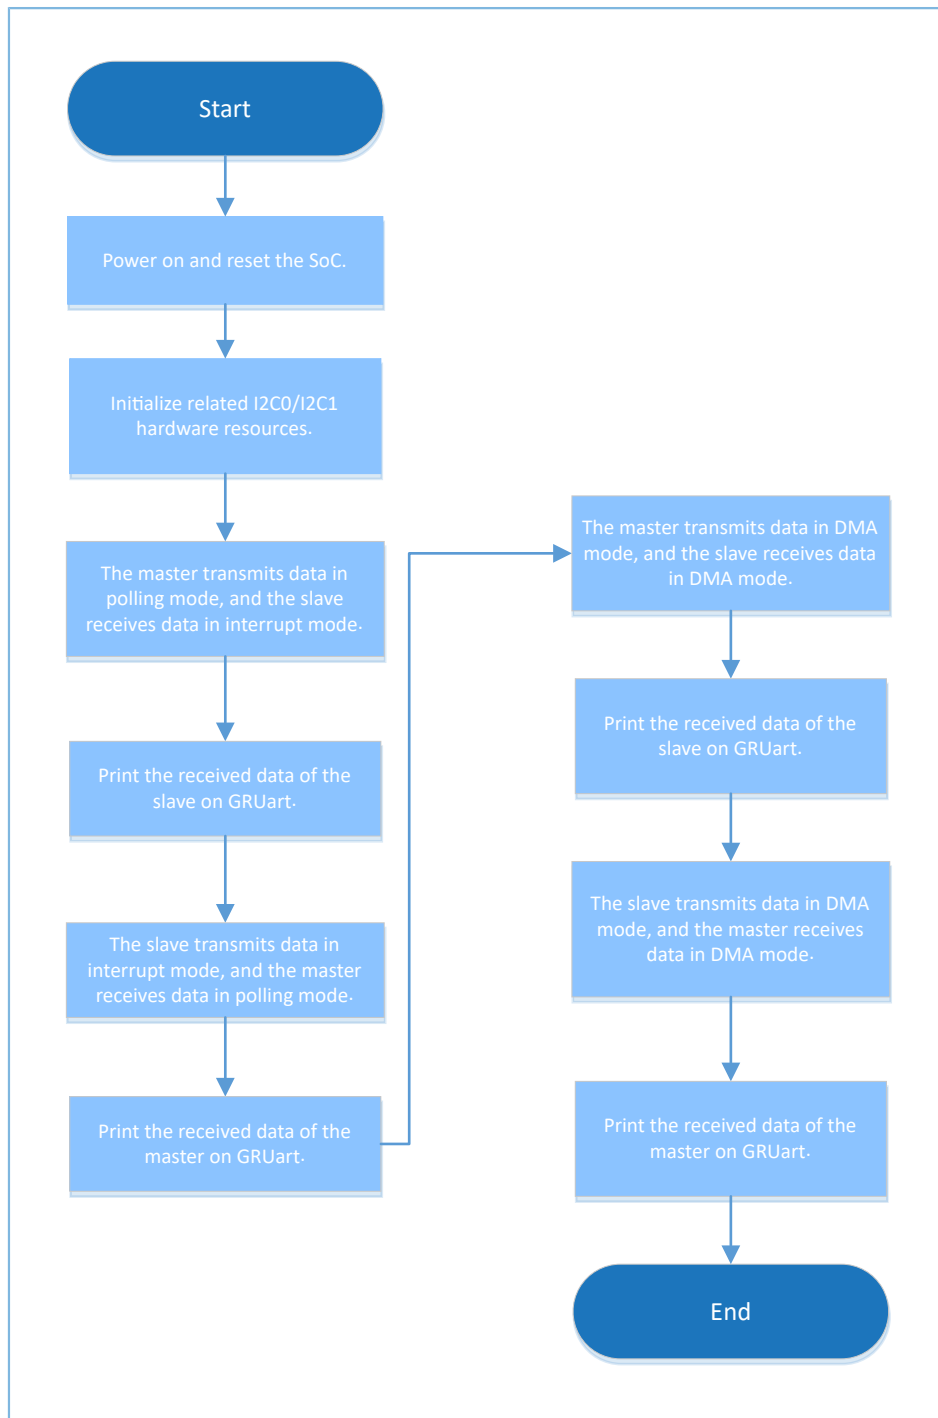 Start
Power on and reset the SoC.
Initialize related I2C0/I2C1
hardware resources.
The master transmits data in
polling mode, and the slave
receives data in interrupt mode.
Print the received data of the
slave on GRUart.
The slave transmits data in
interrupt mode, and the master
receives data in polling mode.
Print the received data of the
master on GRUart.
The master transmits data in DMA
mode, and the slave receives data
in DMA mode.
Print the received data of the
slave on GRUart.
The slave transmits data in DMA
mode, and the master receives
data in DMA mode.
Print the received data of the
master on GRUart.
End